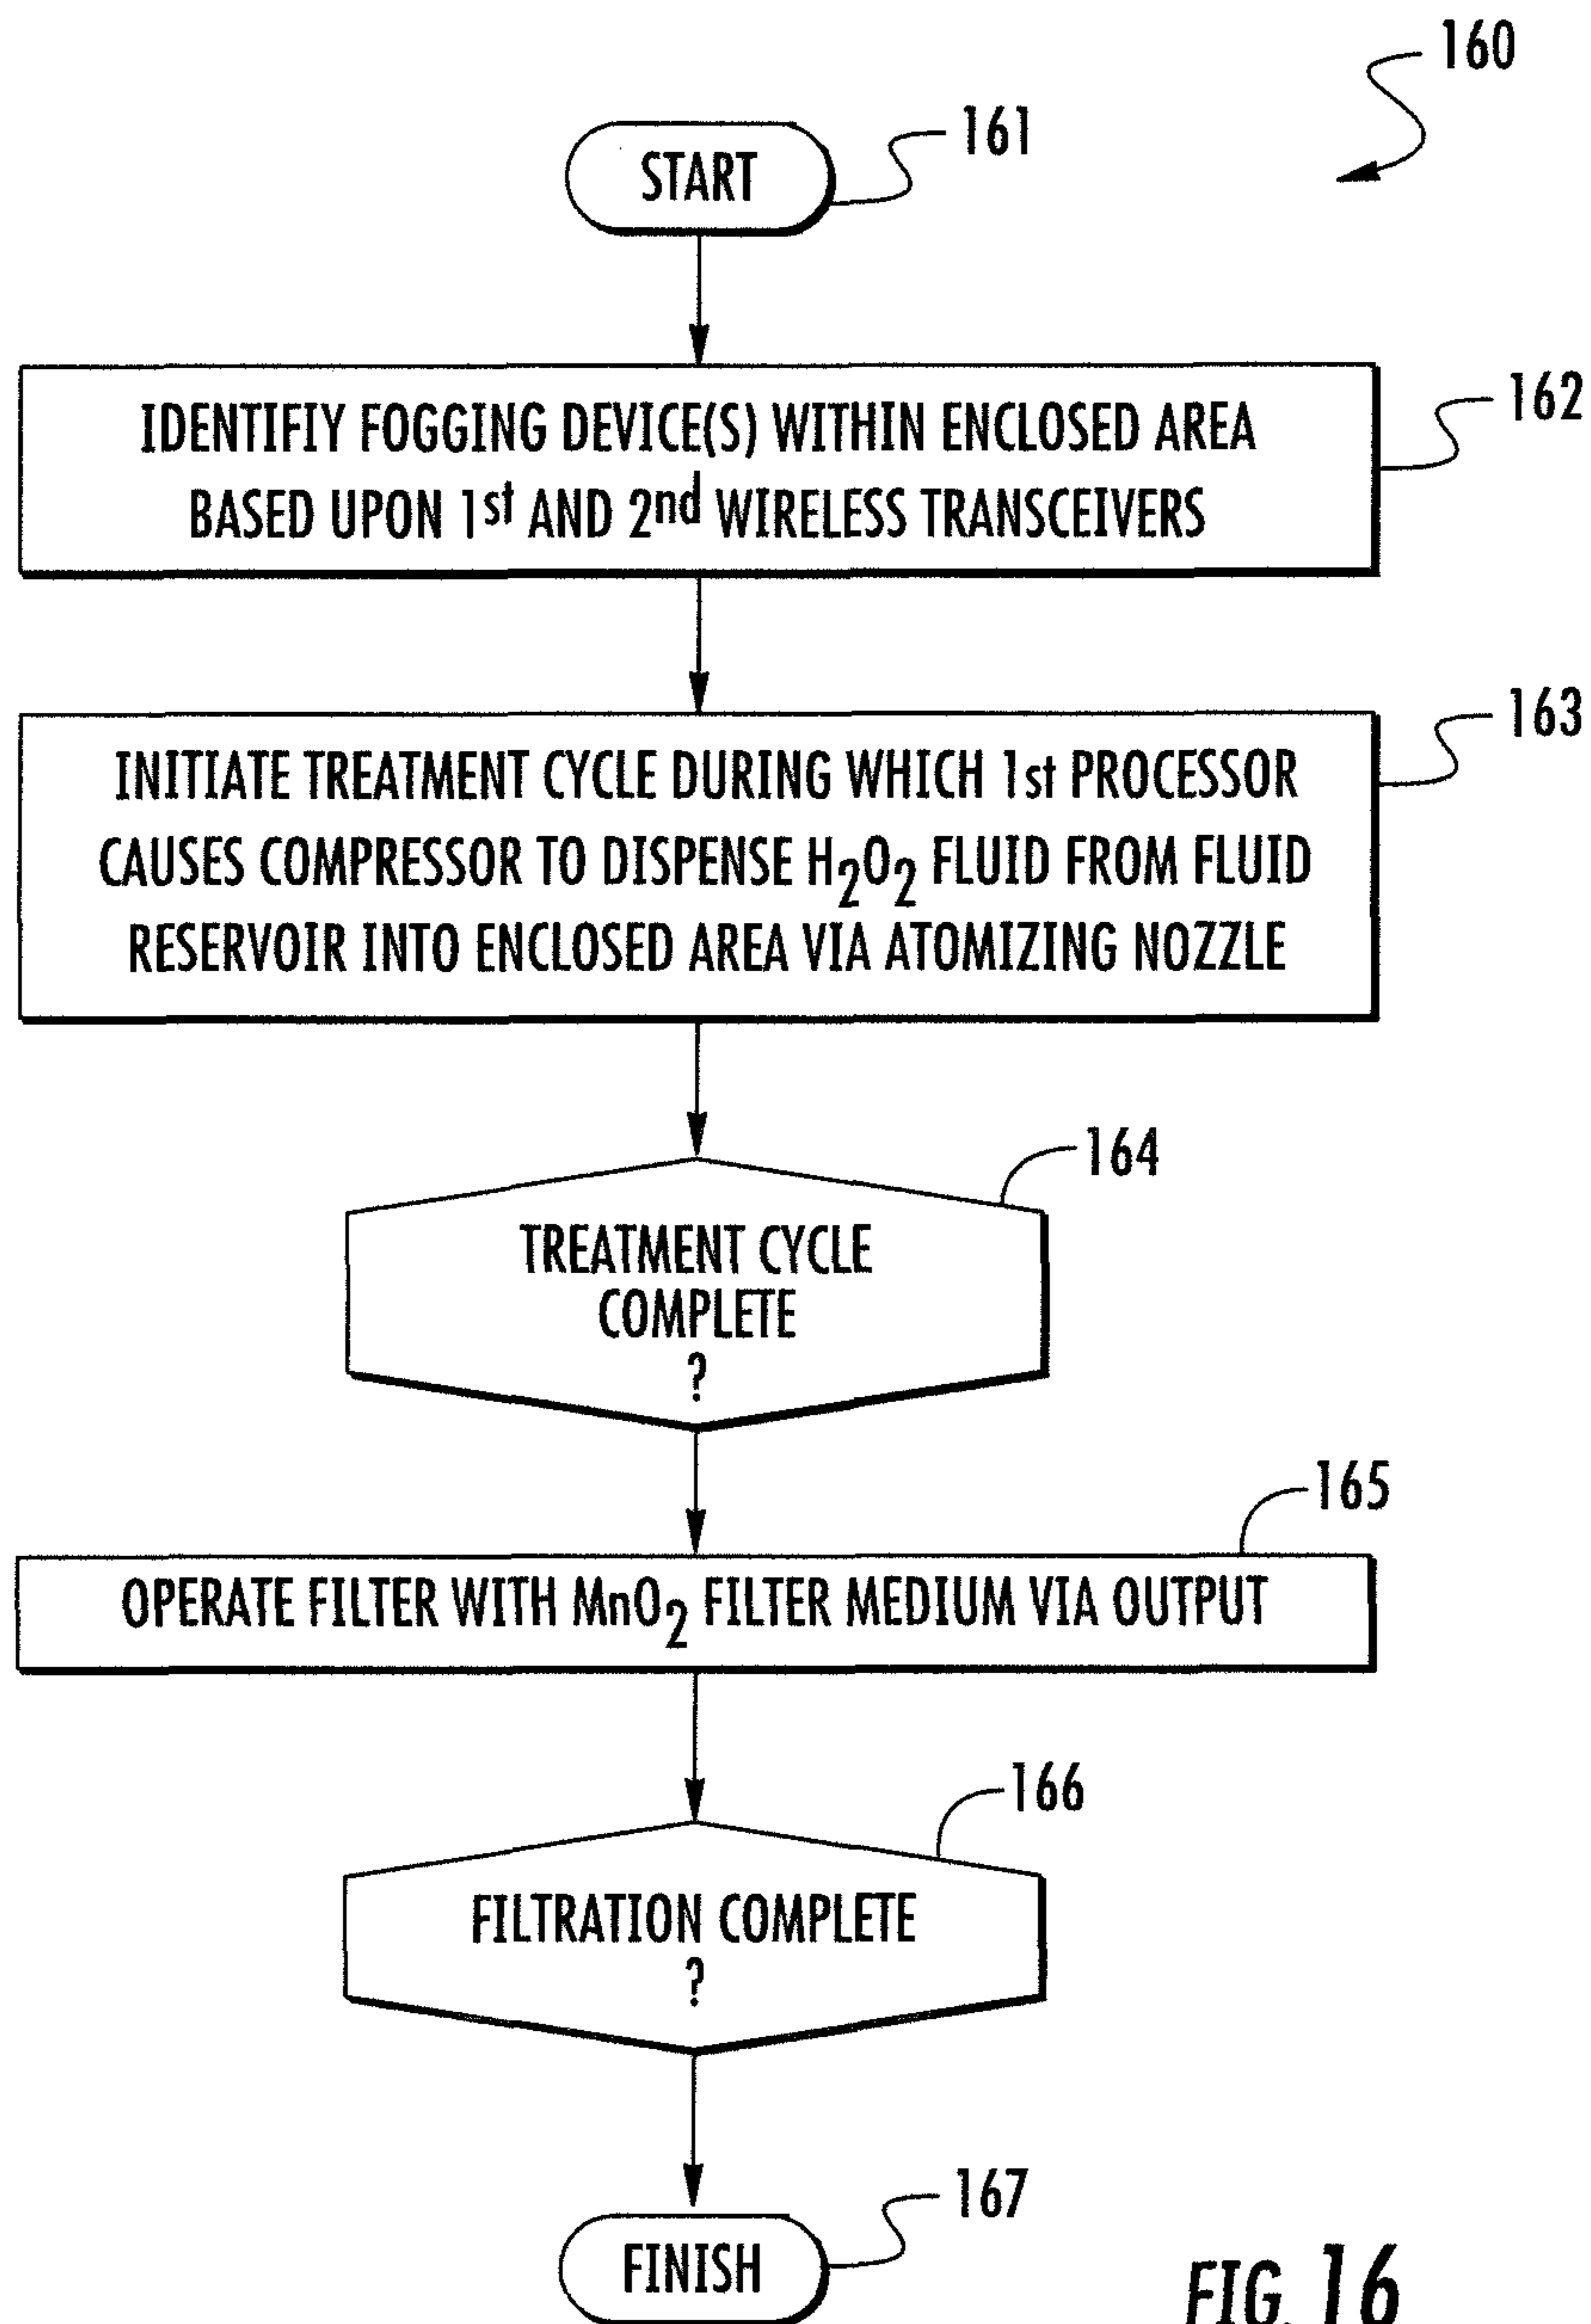 160
START
161
IDENTIFIY FOGGING DEVICE(S) WITHIN ENCLOSED AREA
BASED UPON 1st AND 2nd WIRELESS TRANSCEIVERS
162
INITIATE TREATMENT CYCLE DURING WHICH 1st PROCESSOR
CAUSES COMPRESSOR TO DISPENSE H2O2 FLUID FROM FLUID
RESERVOIR INTO ENCLOSED AREA VIA ATOMIZING NOZZLE
163
TREATMENT CYCLE
COMPLETE
?
164
OPERATE FILTER WITH MnO2 FILTER MEDIUM VIA OUTPUT
165
FILTRATION COMPLETE
?
166
FINISH
167
FIG. 16